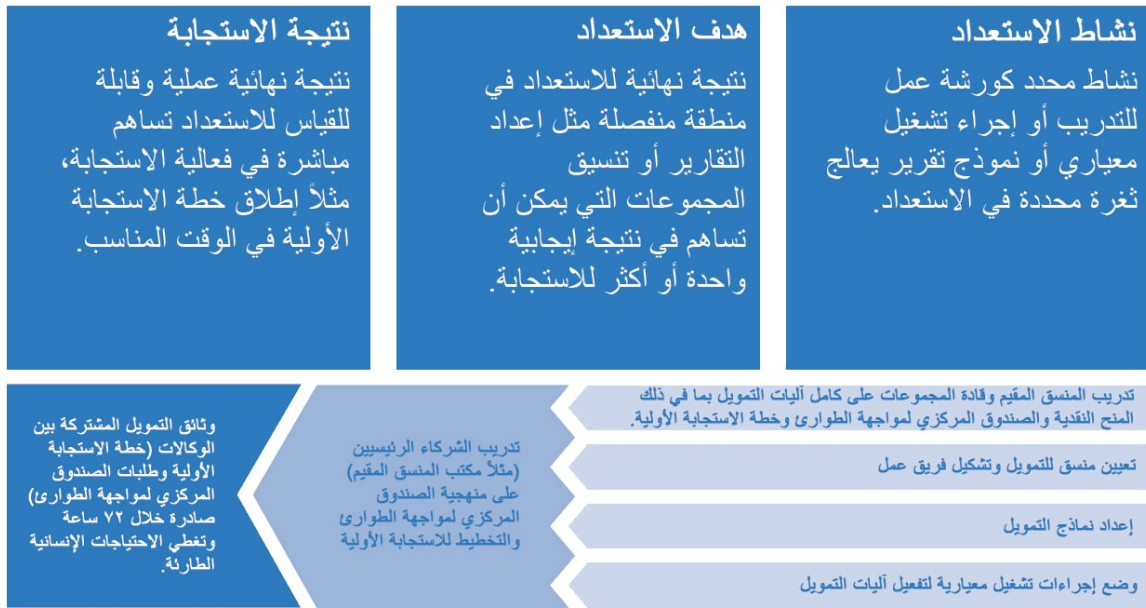 نشاط الاستعداد
نشاط محدد كورشة عمل
للتدريب أو إجراء تشغيل
معياري أو نموذج تقرير يعالج
ثغرة محددة في الاستعداد.
هدف الاستعداد
نتيجة نهائية للاستعداد في
منطقة منفصلة مثل إعداد
التقارير أو تنسيق
المجموعات التي يمكن أن
تساهم في نتيجة إيجابية
واحدة أو أكثر للاستجابة.
نتيجة الاستجابة
نتيجة نهائية عملية وقابلة
للقياس للاستعداد تساهم
مباشرة في فعالية الاستجابة،
مثلاً إطلاق خطة الاستجابة
الأولية في الوقت المناسب.
تدريب المنسق المقيم وقادة المجموعات على كامل آليات التمويل بما في ذلك
المنح النقدية والصندوق المركزي لمواجهة الطوارئ وخطة الاستجابة الأولية.
تعيين منسق للتمويل وتشكيل فريق عمل
إعداد نماذج التمويل
وضع إجراءات تشغيل معيارية لتفعيل آليات التمويل
تدريب الشركاء الرئيسيين
(مثلاً مكتب المنسق المقيم)
على منهجية الصندوق
المركزي لمواجهة الطوارئ
والتخطيط للاستجابة الأولية
وثائق التمويل المشتركة بين
الوكالات (خطة الاستجابة
الأولية وطلبات الصندوق
المركزي لمواجهة الطوارئ)
صادرة خلال ٧٢ ساعة
وتغطي الاحتياجات الإنسانية
الطارئة.